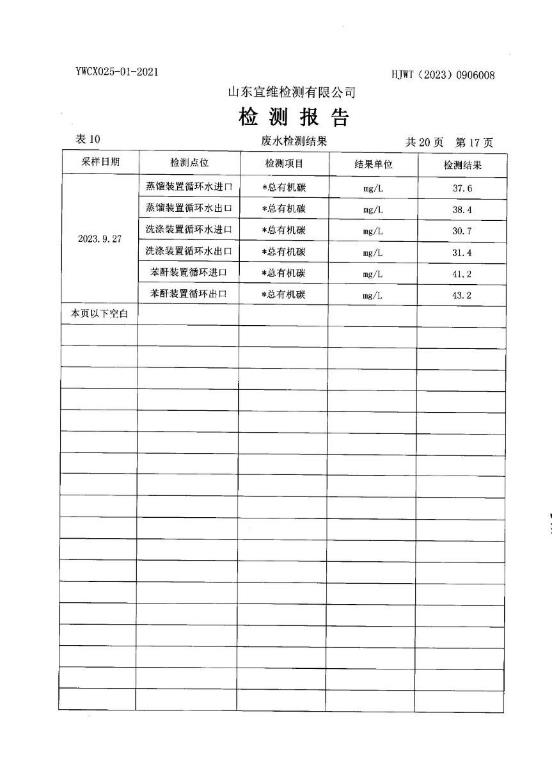 YWCX025-01-2021
HJWT（2023）0906008
山东宜维检测有限公司
检测报告
表 10 废水检测结果 共 20 页 第 17 页
采样日期 检测点位 检测项目 结果单位 检测结果
2023.9.27 蒸馏装置循环水进口 *总有机碳 mg/L 37.6
蒸馏装置循环水出口 *总有机碳 mg/L 38.4
洗涤装置循环水进口 *总有机碳 mg/L 30.7
洗涤装置循环水出口 *总有机碳 mg/L 31.4
苯酐装置循环进口 *总有机碳 mg/L 41.2
苯酐装置循环出口 *总有机碳 mg/L 43.2
本页以下空白